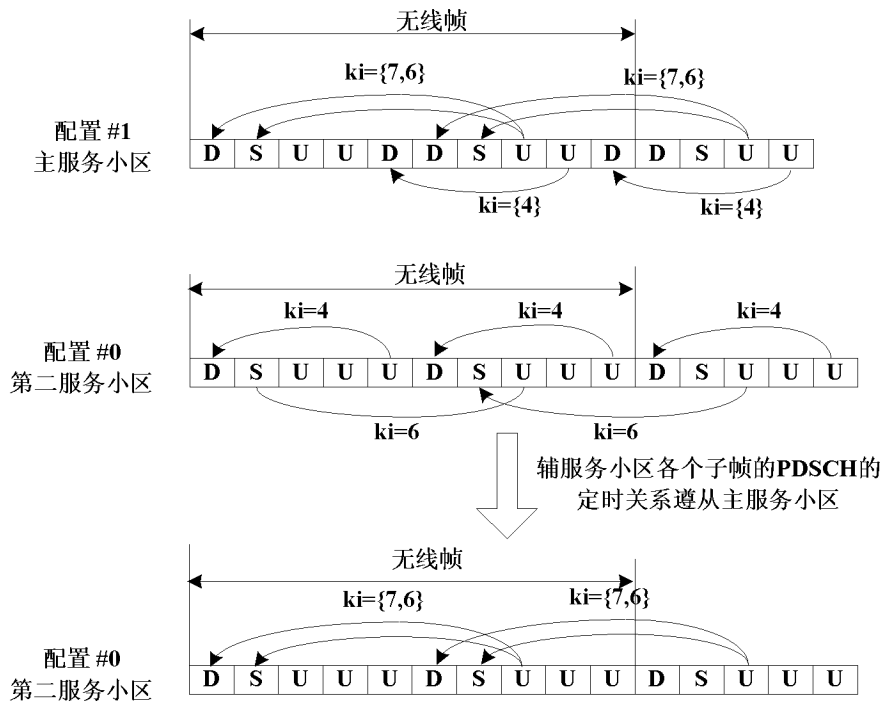 无线帧
ki={7,6}
ki={7,6}
配置 #1
主服务小区
D S U U D D S U U D D S U U
ki={4}
ki={4}
无线帧
ki=4
ki=4
ki=4
配置 #0
第二服务小区
D S U U U D S U U U D S U U U
ki=6
ki=6
辅服务小区各个子帧的PDSCH的
定时关系遵从主服务小区
无线帧
ki={7,6}
ki={7,6}
配置 #0
第二服务小区
D S U U U D S U U U D S U U U